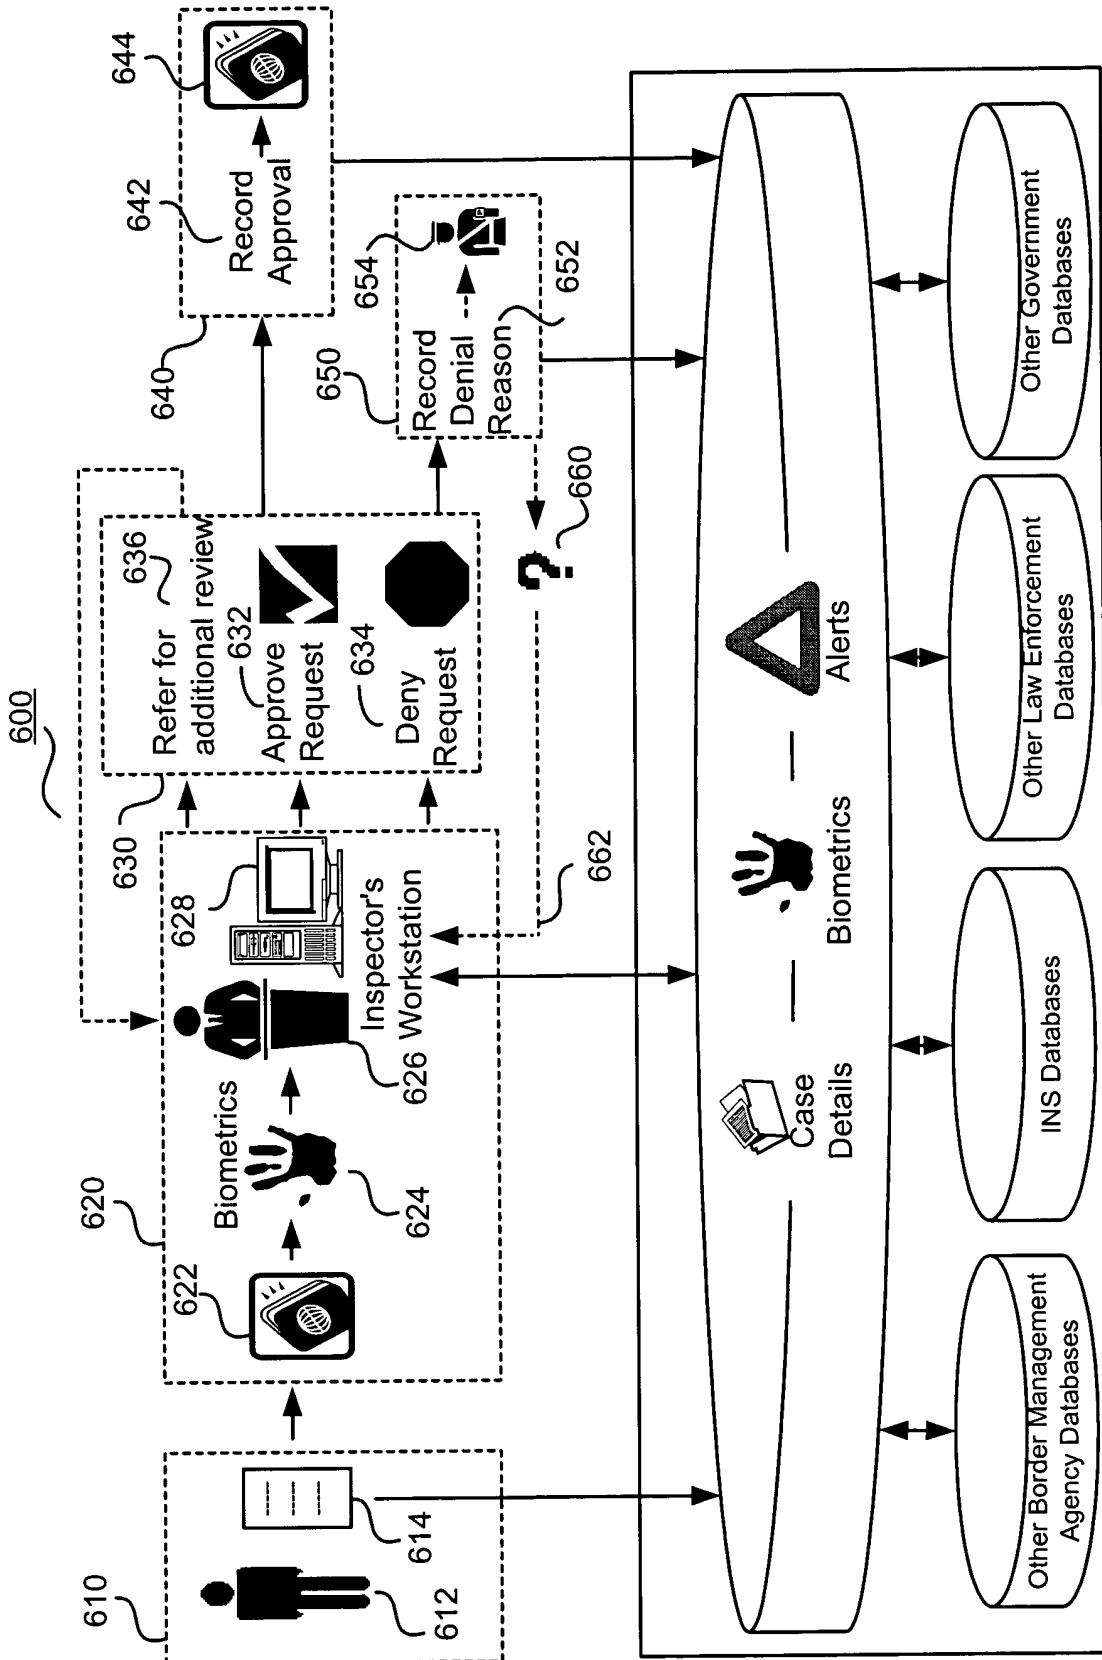 600
610
612
614
620
622
Biometrics
624
626
628
Inspector's
Workstation
630
Refer for
additional review
636
Approve
Request
632
Deny
Request
634
640
642
Record
Approval
644
650
Record
Denial
Reason
652
654
660
662
Case
Details
Biometrics
Alerts
Other Border Management
Agency Databases
INS Databases
Other Law Enforcement
Databases
Other Government
Databases